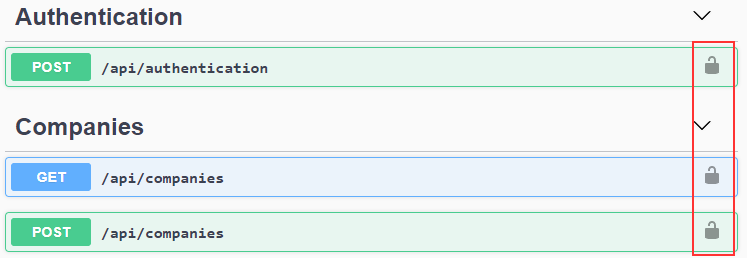 Authentication
POST /api/authentication
Companies
GET /api/companies
POST /api/companies